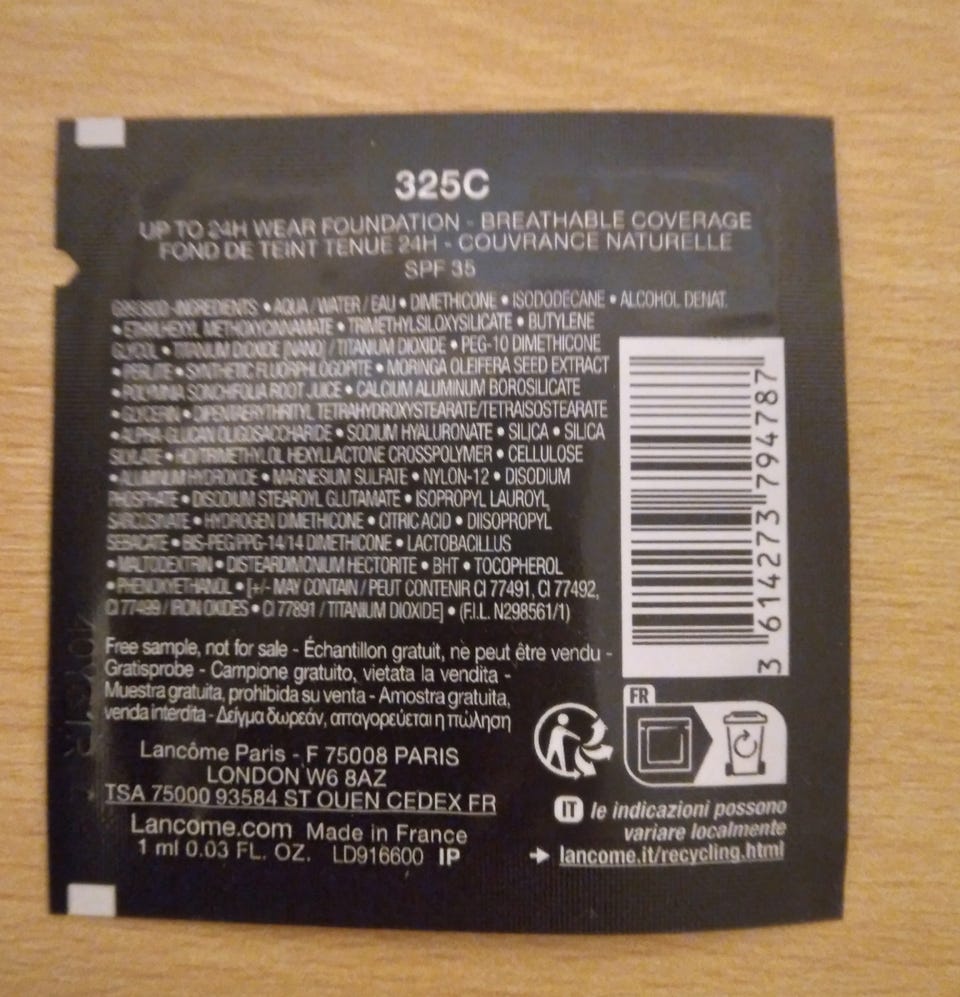 325C
UP TO 24H WEAR FOUNDATION - BREATHABLE COVERAGE
FOND DE TEINT TENUE 24H - COUVRANCE NATURELLE
SPF 35
INGREDIENTS • AQUA / WATER / EAU • DIMETHICONE • ISODODECANE • ALCOHOL DENAT.
• ETHYLHEXYL METHOXYCINNAMATE • TRIMETHYLSILOXYSILICATE • BUTYLENE
GLYCOL • TITANIUM DIOXIDE [NANO] / TITANIUM DIOXIDE • PEG-10 DIMETHICONE
• PERLITE • SYNTHETIC FLUORPHLOGOPITE • MORINGA OLEIFERA SEED EXTRACT
• POLYMNIA SONCHIFOLIA ROOT JUICE • CALCIUM ALUMINUM BOROSILICATE
• GLYCERIN • DIPENTAERYTHRITYL TETRAHYDROXYSTEARATE/TETRAISOSTEARATE
• ALPHA-GLUCAN OLIGOSACCHARIDE • SODIUM HYALURONATE • SILICA • SILICA
SILYLATE • HDI/TRIMETHYLOL HEXYLLACTONE CROSSPOLYMER • CELLULOSE
• ALUMINUM HYDROXIDE • MAGNESIUM SULFATE • NYLON-12 • DISODIUM
PHOSPHATE • DISODIUM STEAROYL GLUTAMATE • ISOPROPYL LAUROYL
SARCOSINATE • HYDROGEN DIMETHICONE • CITRIC ACID • DIISOPROPYL
SEBACATE • BIS-PEG/PPG-14/14 DIMETHICONE • LACTOBACILLUS
• MALTODEXTRIN • DISTEARDIMONIUM HECTORITE • BHT • TOCOPHEROL
• PHENOXYETHANOL • [+/- MAY CONTAIN / PEUT CONTENIR CI 77491, CI 77492,
CI 77499 / IRON OXIDES • CI 77891 / TITANIUM DIOXIDE] • (F.I.L. N298561/1)
3 614273 794787
Free sample, not for sale - Échantillon gratuit, ne peut être vendu -
Gratisprobe - Campione gratuito, vietata la vendita -
Muestra gratuita, prohibida su venta - Amostra gratuita,
venda interdita - Δείγμα δωρεάν, απαγορεύεται η πώληση
Lancôme Paris - F 75008 PARIS
LONDON W6 8AZ
TSA 75000 93584 ST OUEN CEDEX FR
Lancome.com Made in France
1 ml 0.03 FL. OZ. LD916600 IP
FR
IT le indicazioni possono
variare localmente
➔ lancome.it/recycling.html